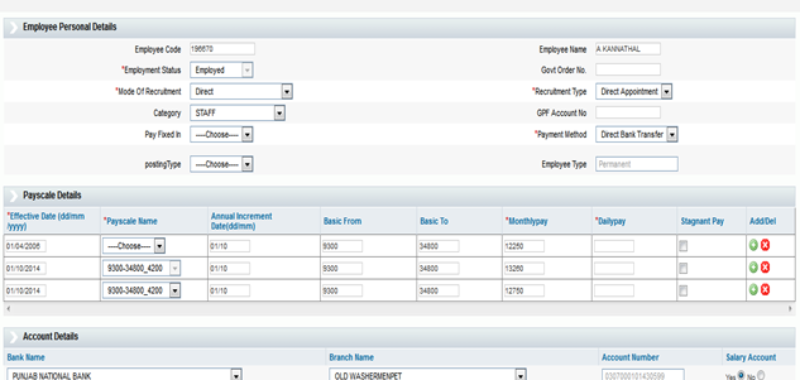 Employee Personal Details
Employee Code 196670 Employee Name A KANNATHAL
*Employment Status Employed Govt Order No.
*Mode Of Recruitment Direct *Recruitment Type Direct Appointment
Category STAFF GPF Account No
Pay Fixed In ----Choose---- *Payment Method Direct Bank Transfer
postingType ----Choose---- Employee Type Permanent
Payscale Details
*Effective Date (dd/mm/yyyy) *Payscale Name Annual Increment Date(dd/mm) Basic From Basic To *Monthlypay *Dailypay Stagnant Pay Add/Del
01/04/2006 ----Choose---- 01/10 9300 34800 12250
01/10/2014 9300-34800_4200 01/10 9300 34800 13260
01/10/2014 9300-34800_4200 01/10 9300 34800 12750
Account Details
Bank Name Branch Name Account Number Salary Account
PUNJAB NATIONAL BANK OLD WASHERMENPET 0307000101430599 Yes No